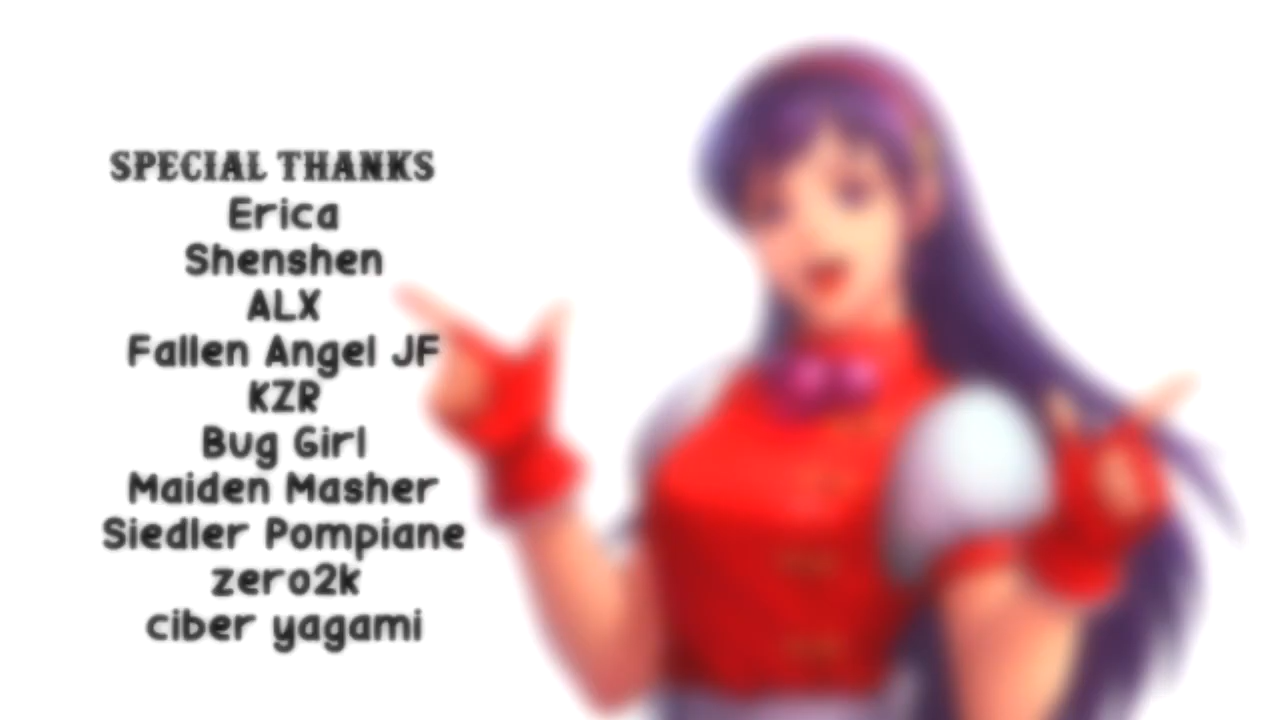 SPECIAL THANKS
Erica
Shenshen
ALX
Fallen Angel JF
KZR
Bug Girl
Maiden Masher
Siedler Pompiane
zero2k
ciber yagami